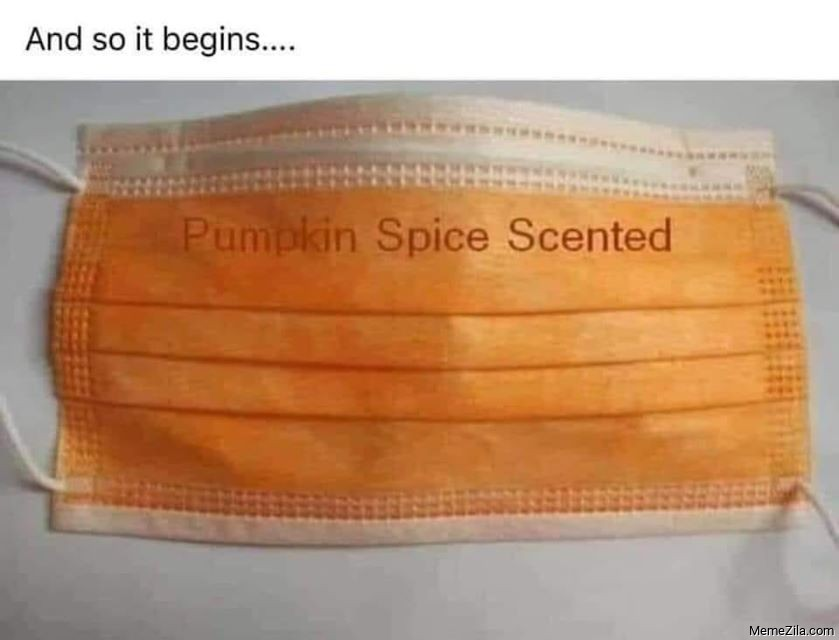 And so it begins....
Pumpkin Spice Scented
MemeZila.com